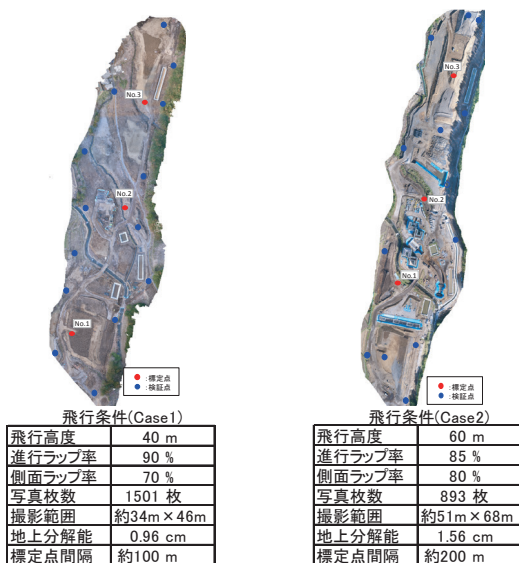 No.3
No.2
No.1
:標定点
:検証点
飛行条件(Case1)
飛行高度 40 m
進行ラップ率 90 %
側面ラップ率 70 %
写真枚数 1501 枚
撮影範囲 約34m×46m
地上分解能 0.96 cm
標定点間隔 約100 m
No.3
No.2
No.1
:標定点
:検証点
飛行条件(Case2)
飛行高度 60 m
進行ラップ率 85 %
側面ラップ率 80 %
写真枚数 893 枚
撮影範囲 約51m×68m
地上分解能 1.56 cm
標定点間隔 約200 m